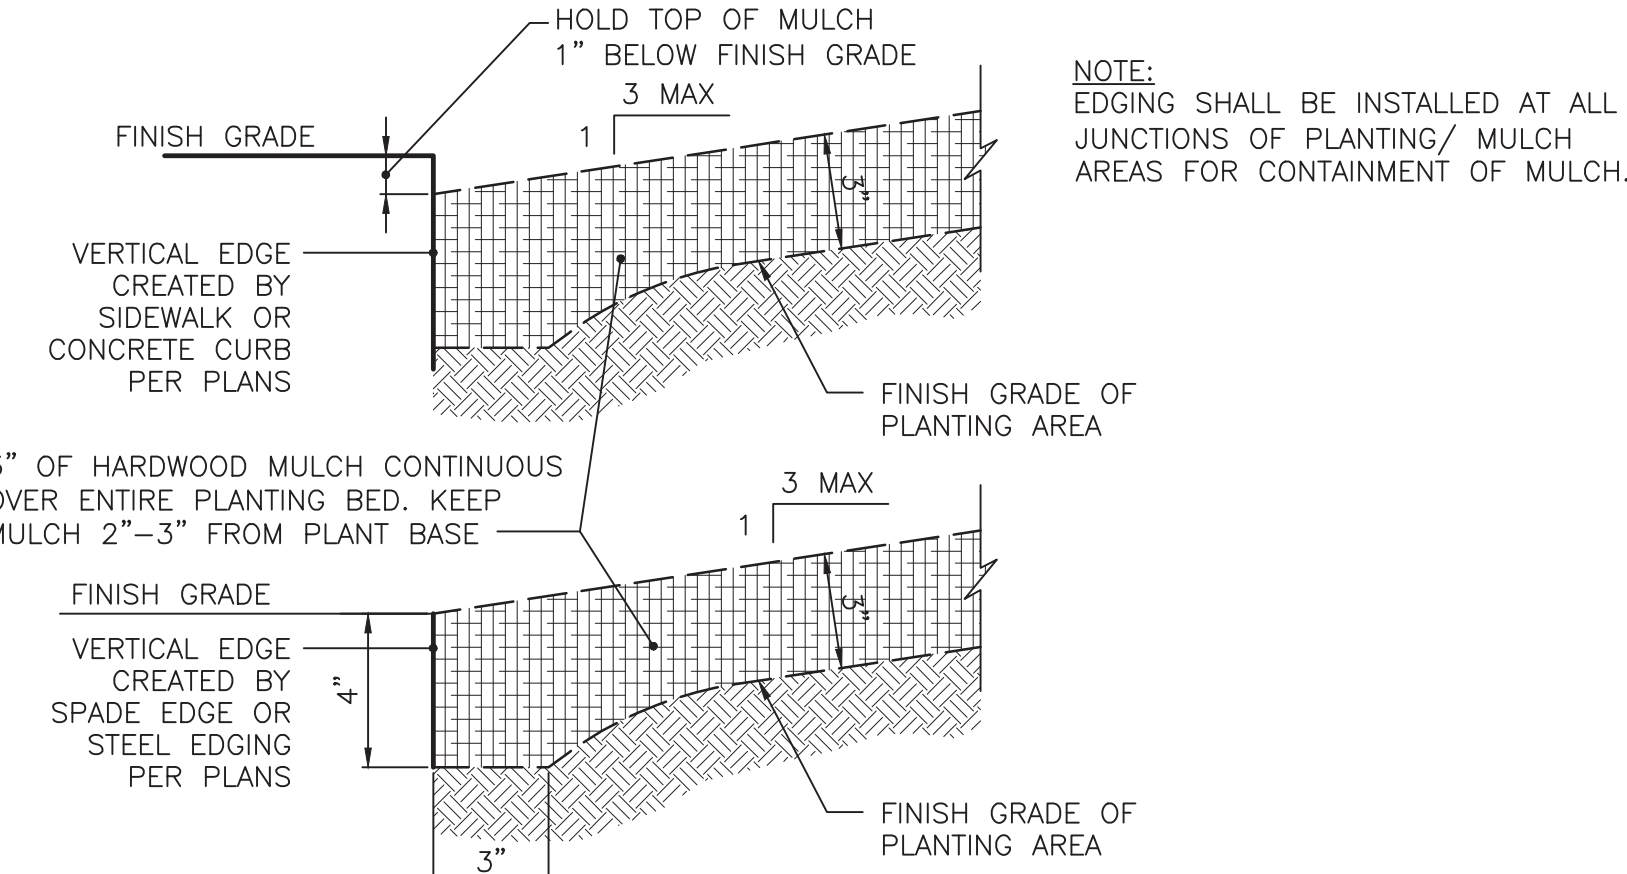 HOLD TOP OF MULCH
1” BELOW FINISH GRADE
3 MAX
1
FINISH GRADE
3”
NOTE:
EDGING SHALL BE INSTALLED AT ALL
JUNCTIONS OF PLANTING/ MULCH
AREAS FOR CONTAINMENT OF MULCH.
VERTICAL EDGE
CREATED BY
SIDEWALK OR
CONCRETE CURB
PER PLANS
FINISH GRADE OF
PLANTING AREA
” OF HARDWOOD MULCH CONTINUOUS
OVER ENTIRE PLANTING BED. KEEP
MULCH 2”–3” FROM PLANT BASE
3 MAX
1
FINISH GRADE
3”
VERTICAL EDGE
CREATED BY
SPADE EDGE OR
STEEL EDGING
PER PLANS
4”
FINISH GRADE OF
PLANTING AREA
3”